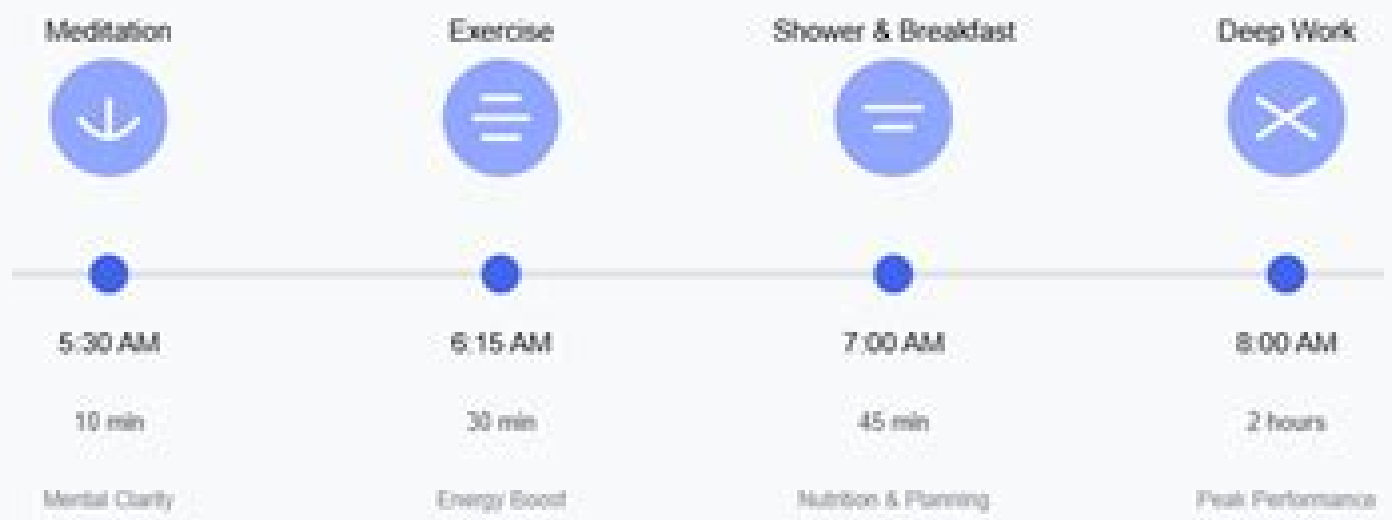 Meditation
Exercise
Shower & Breakfast
Deep Work
5:30 AM
6:15 AM
7:00 AM
8:00 AM
10 min
30 min
45 min
2 hours
Mental Clarity
Energy Boost
Nutrition & Planning
Peak Performance